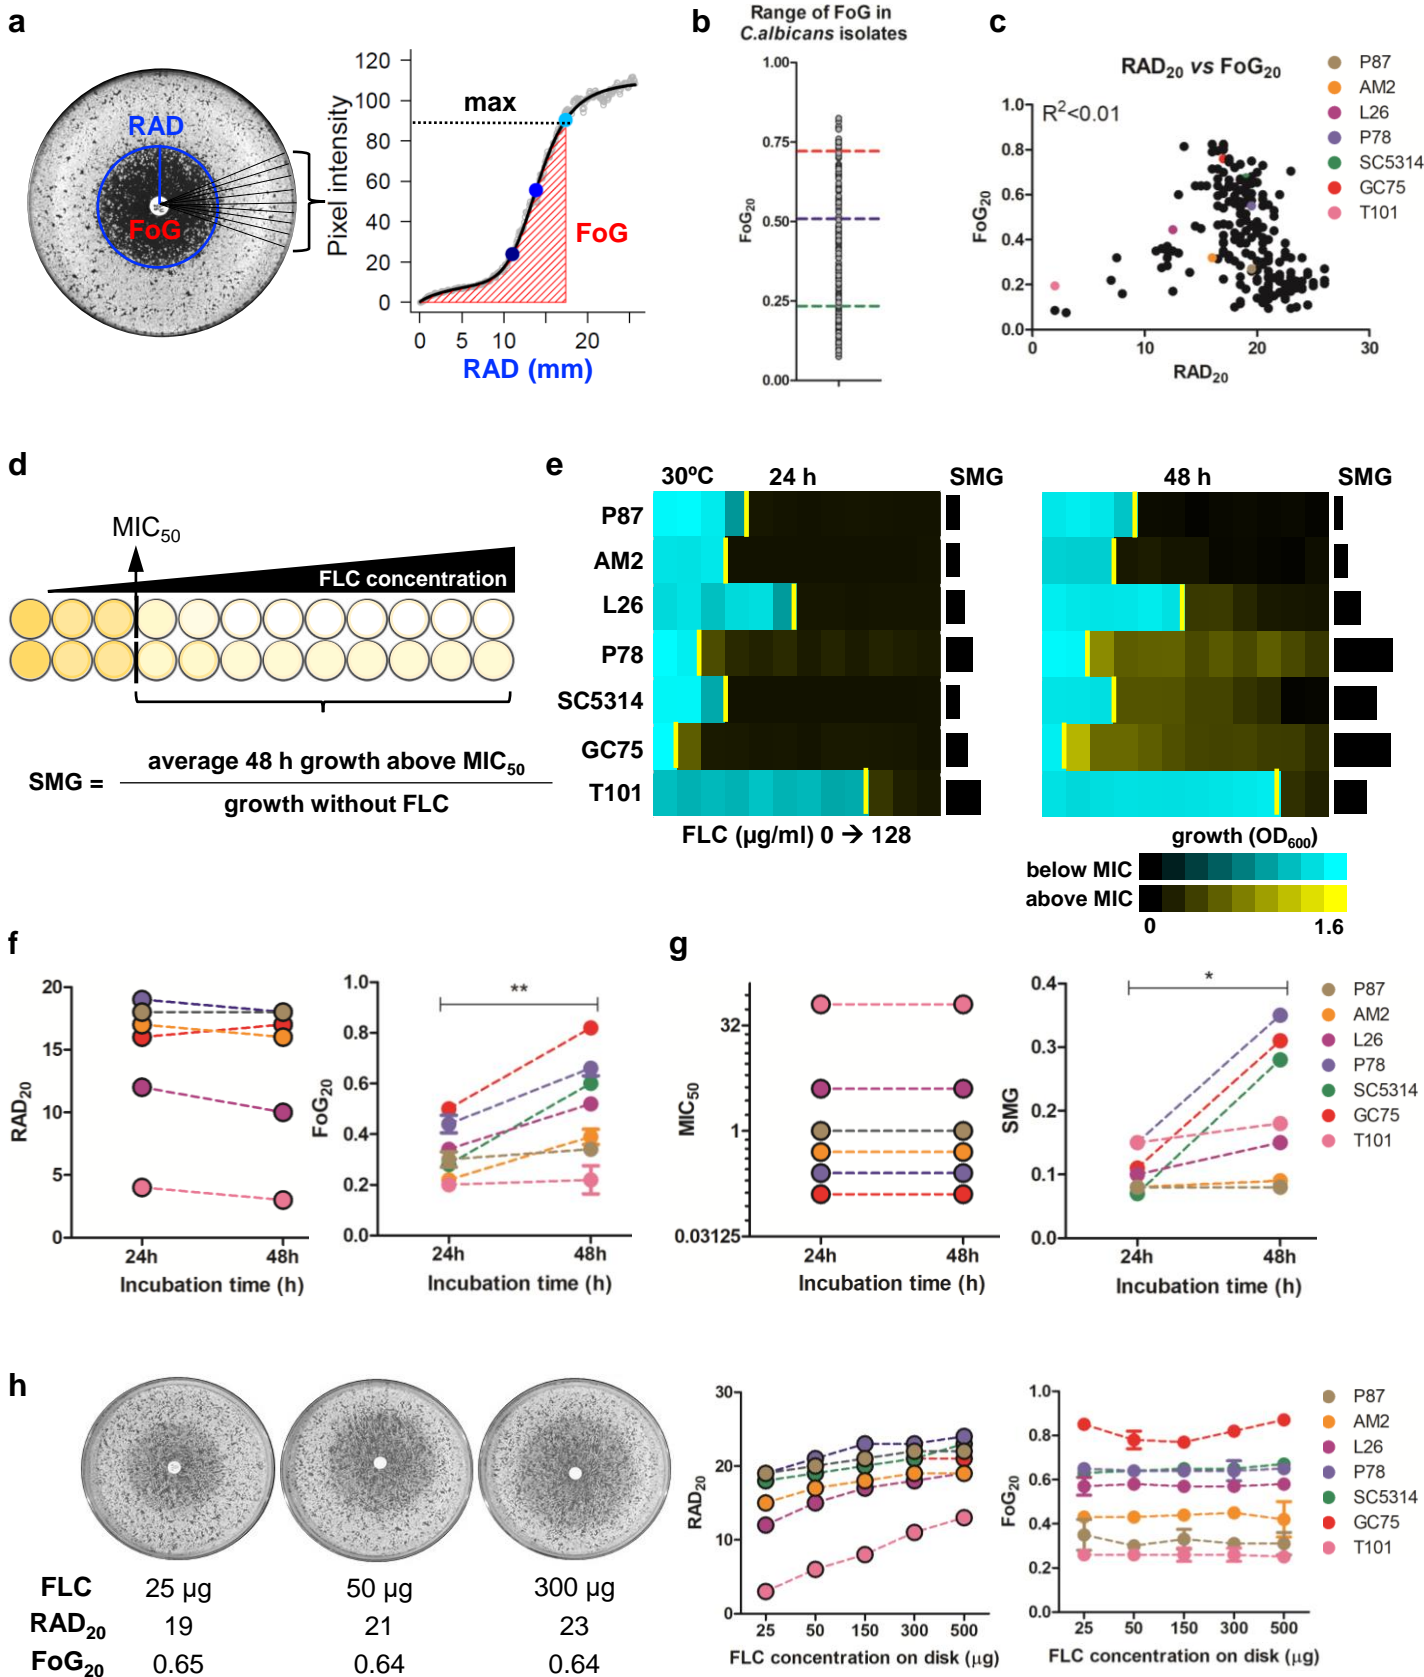 a
RAD
FoG
Pixel intensity
120
100
80
60
40
20
0
max
FoG
0 5 10 20
RAD (mm)
b
Range of FoG in
C.albicans isolates
FoG20
1.00
0.75
0.50
0.25
0.00
c
RAD20 vs FoG20
R2<0.01
FoG20
1.0
0.8
0.6
0.4
0.2
0.0
0 10 20 30
RAD20
P87
AM2
L26
P78
SC5314
GC75
T101
d
MIC50
FLC concentration
SMG =
average 48 h growth above MIC50
growth without FLC
e
30ºC 24 h SMG 48 h SMG
P87
AM2
L26
P78
SC5314
GC75
T101
FLC (µg/ml) 0 → 128
growth (OD600)
below MIC
above MIC
0 1.6
f
RAD20
20
15
10
5
0
24h 48h
Incubation time (h)
FoG20
1.0
0.8
0.6
0.4
0.2
0.0
**
24h 48h
Incubation time (h)
g
MIC50
32
1
0.03125
24h 48h
Incubation time (h)
SMG
0.4
0.3
0.2
0.1
0.0
*
24h 48h
Incubation time (h)
P87
AM2
L26
P78
SC5314
GC75
T101
h
FLC 25 µg 50 µg 300 µg
RAD20 19 21 23
FoG20 0.65 0.64 0.64
RAD20
30
20
10
0
25 50 150 300 500
FLC concentration on disk (µg)
FoG20
1.0
0.8
0.6
0.4
0.2
0.0
25 50 150 300 500
FLC concentration on disk (µg)
P87
AM2
L26
P78
SC5314
GC75
T101